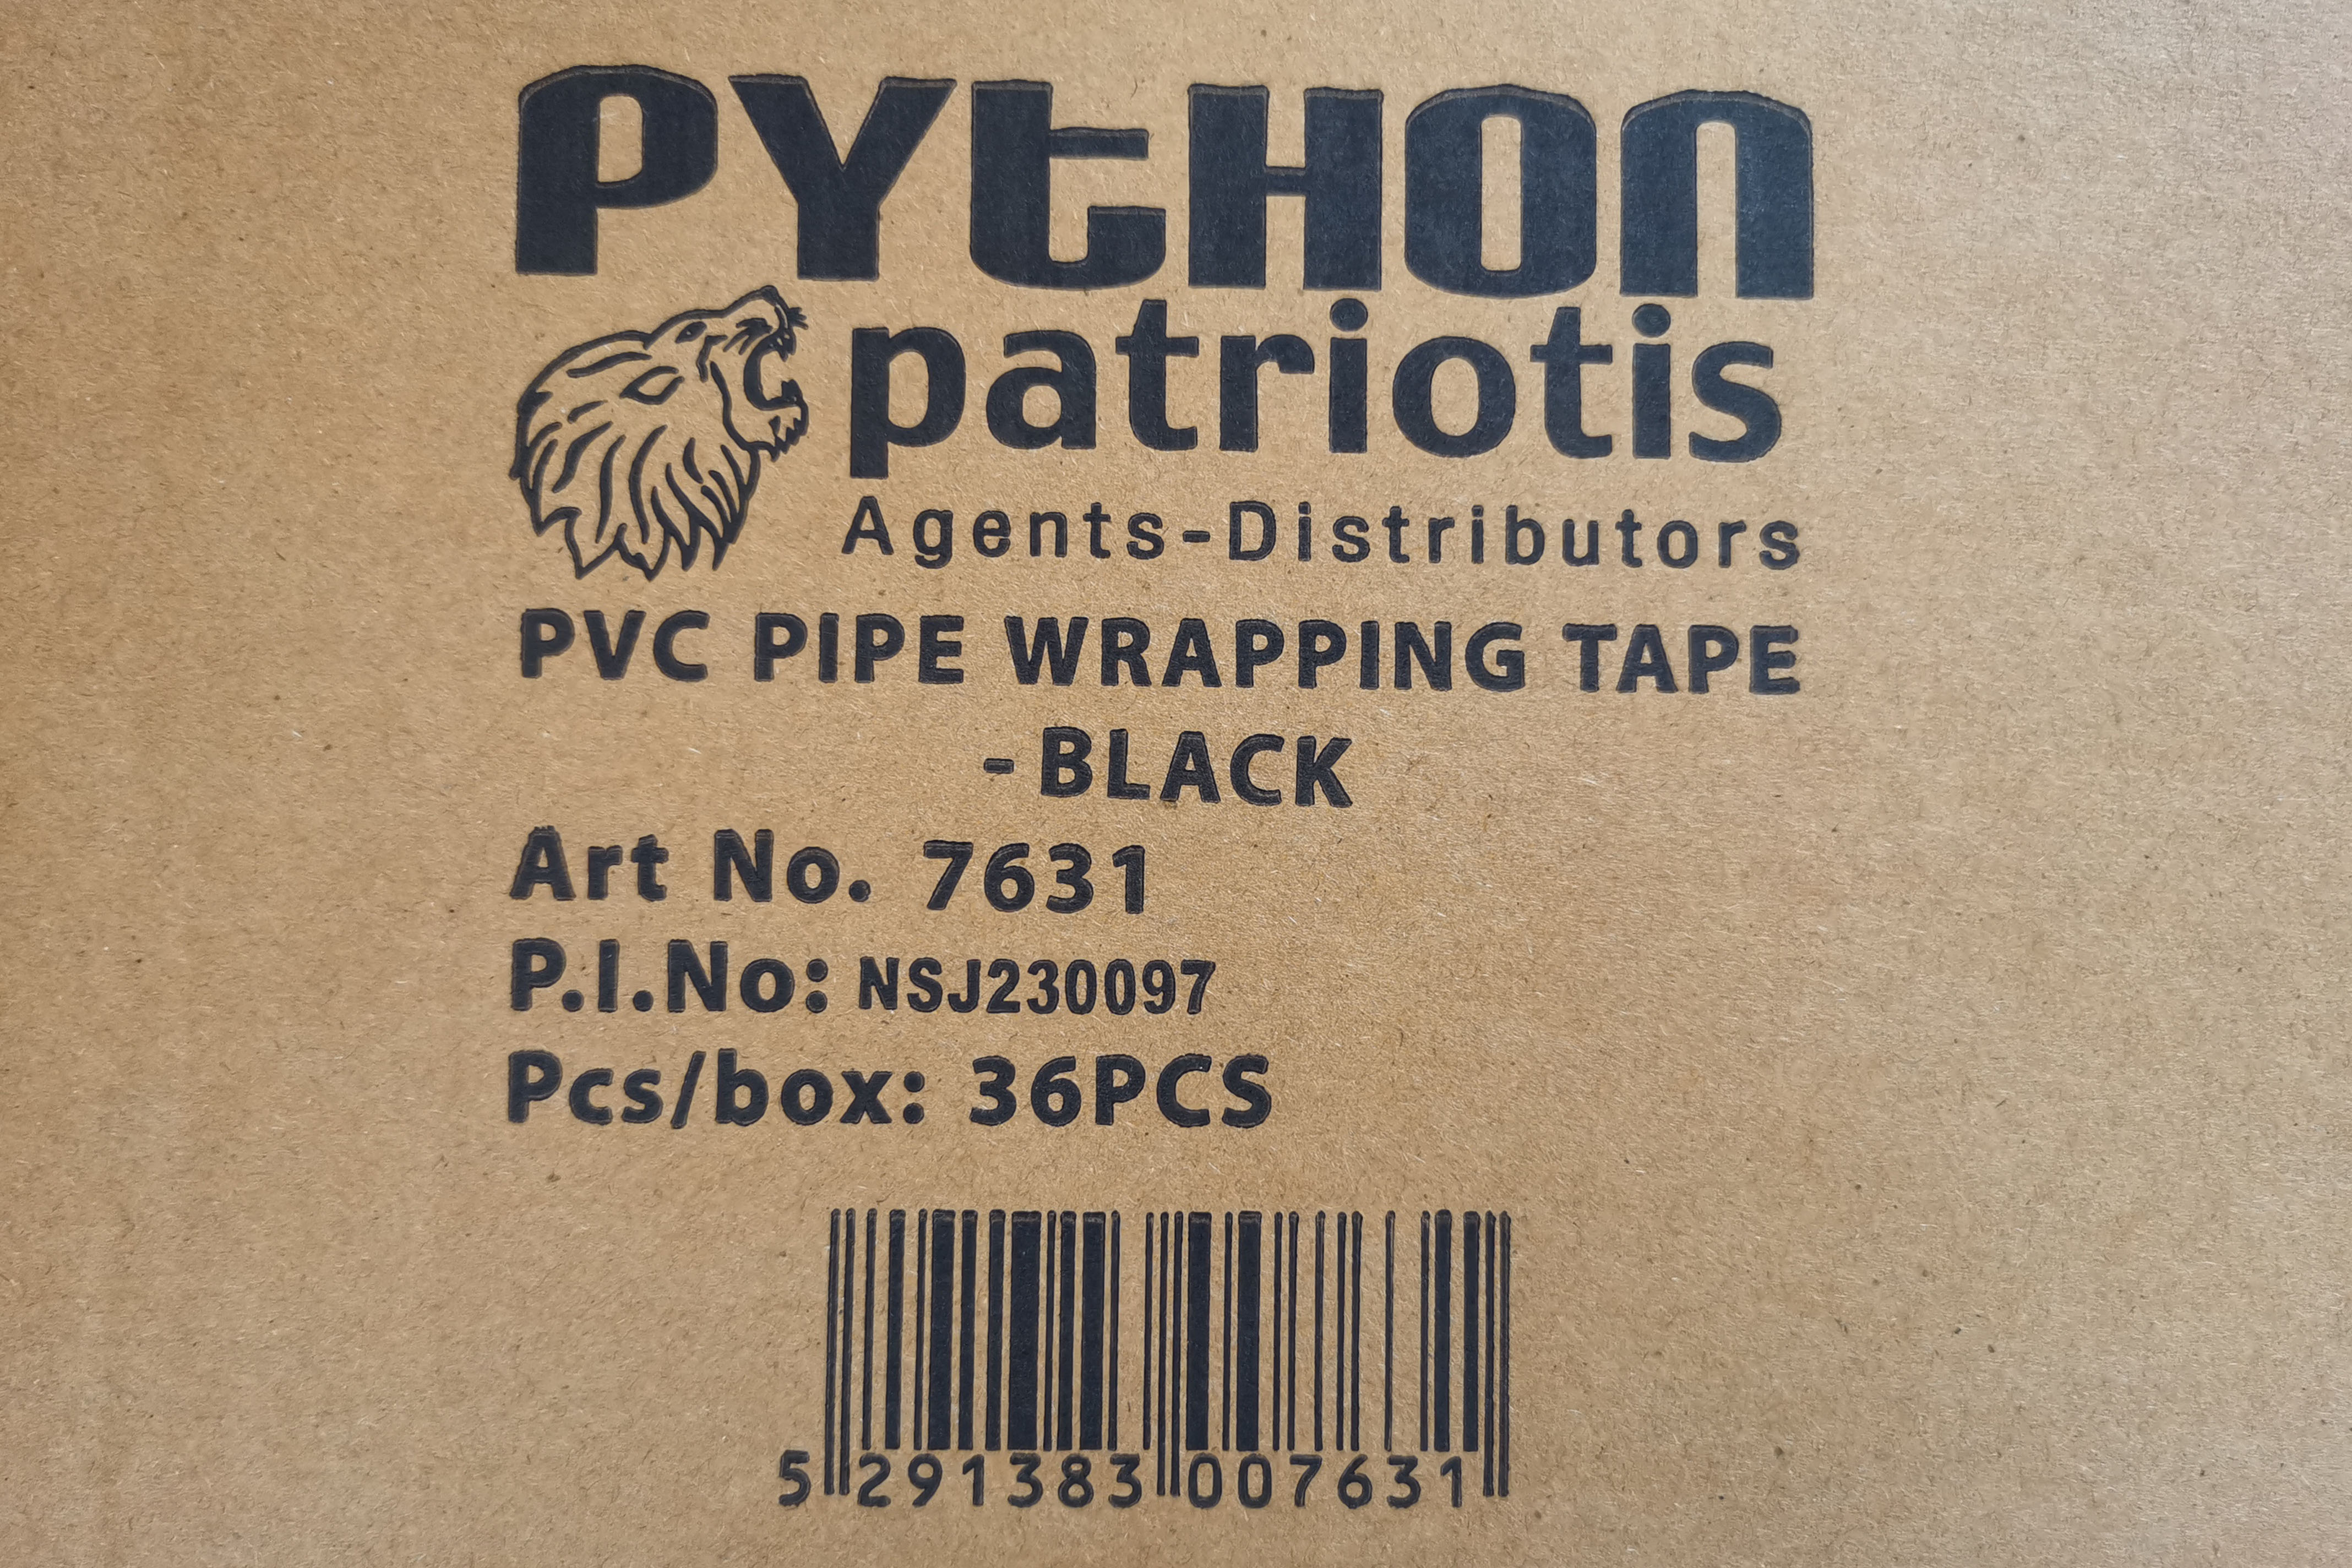 PYtHON
patriotis
Agents-Distributors
PVC PIPE WRAPPING TAPE
-BLACK
Art No. 7631
P.I.No: NSJ230097
Pcs/box: 36PCS
5 291383 007631